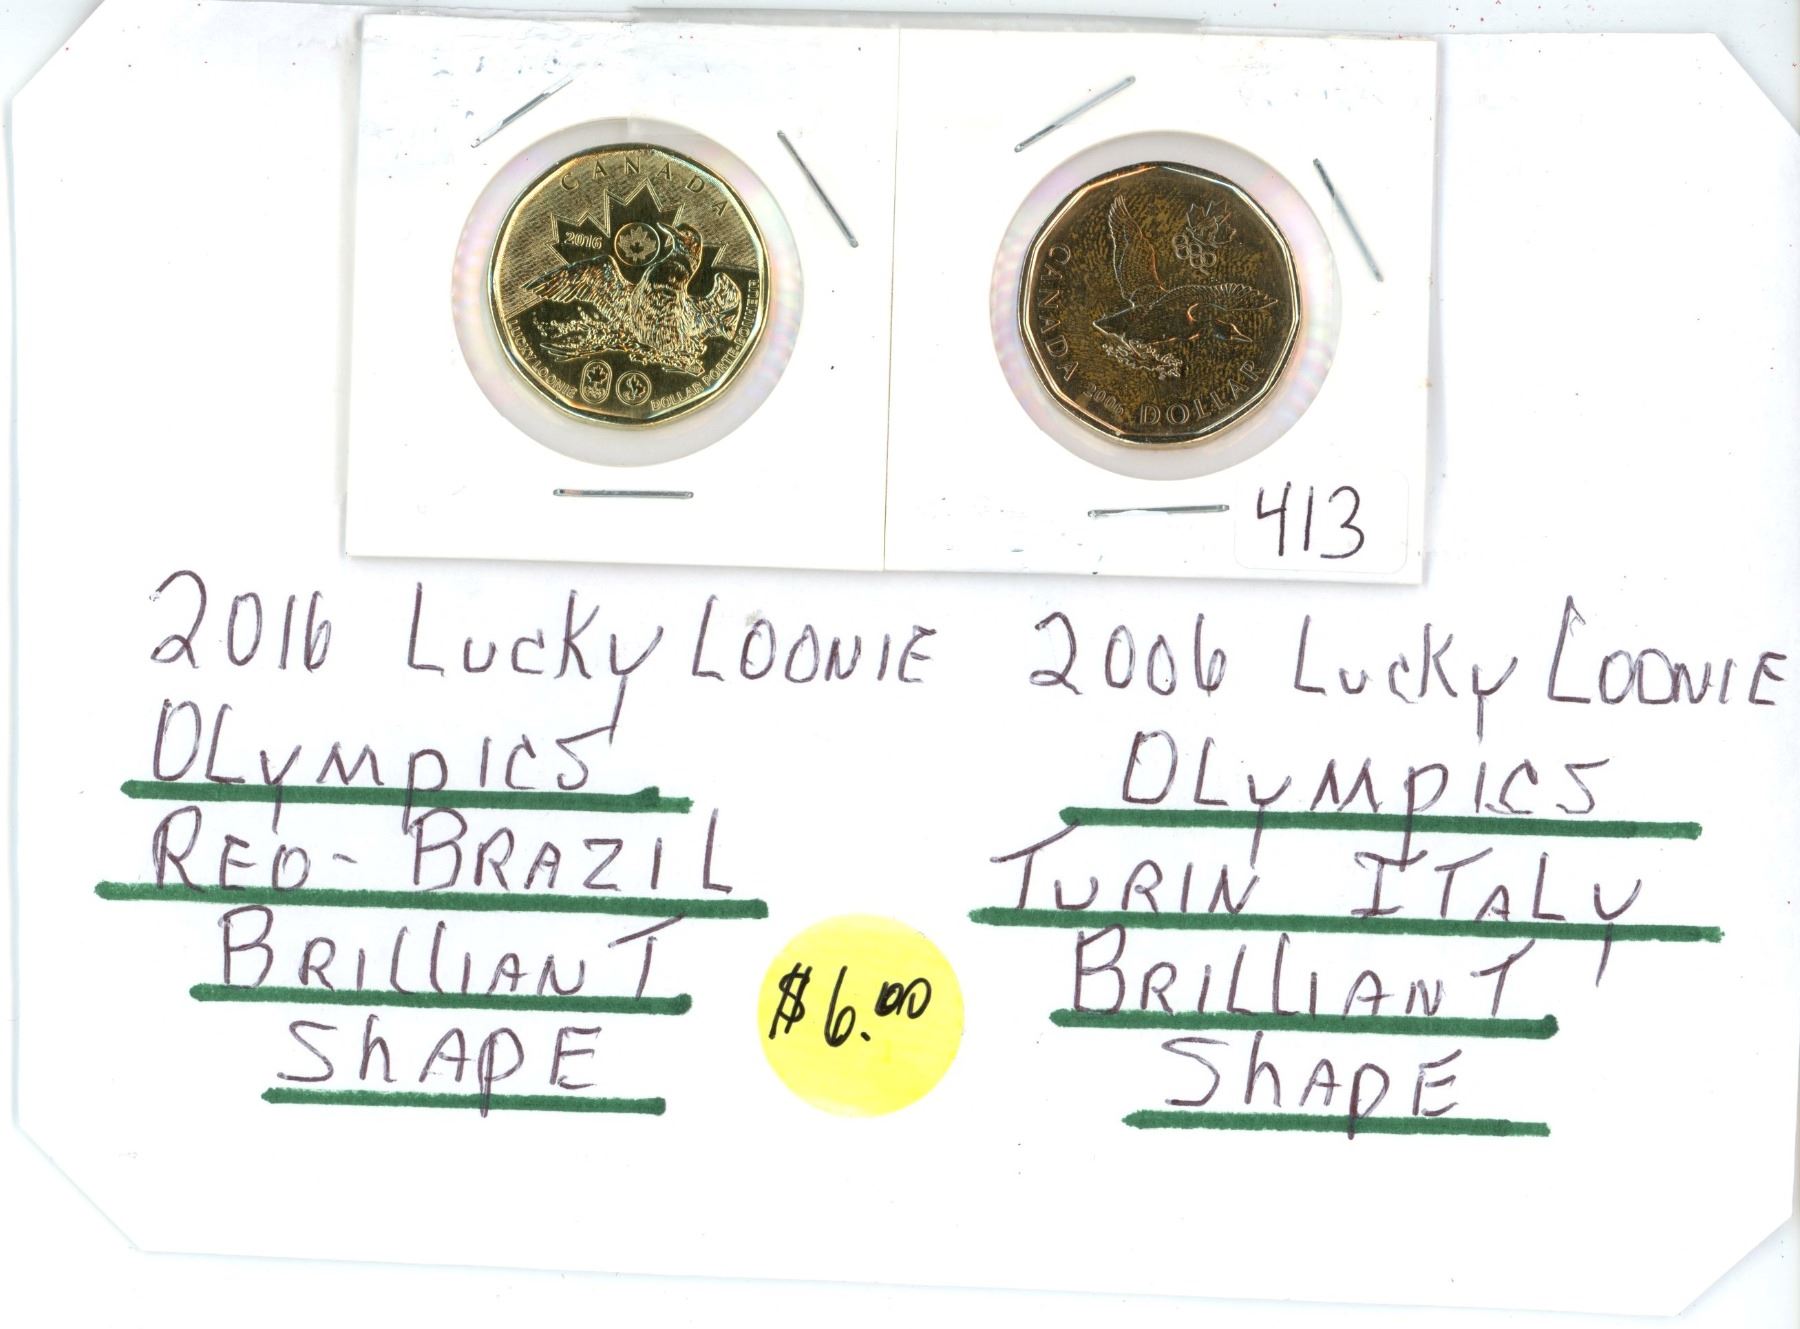 CANADA
2016
LUCKY LOONIE
DOLLAR PORTE-BONHEUR
CANADA 2006 DOLLAR
413
2016 LUCKY LOONIE
OLYMPICS
REO-BRAZIL
BRILLIANT
SHAPE
2006 LUCKY LOONIE
OLYMPICS
TURIN ITALY
BRILLIANT
SHAPE
$6.00